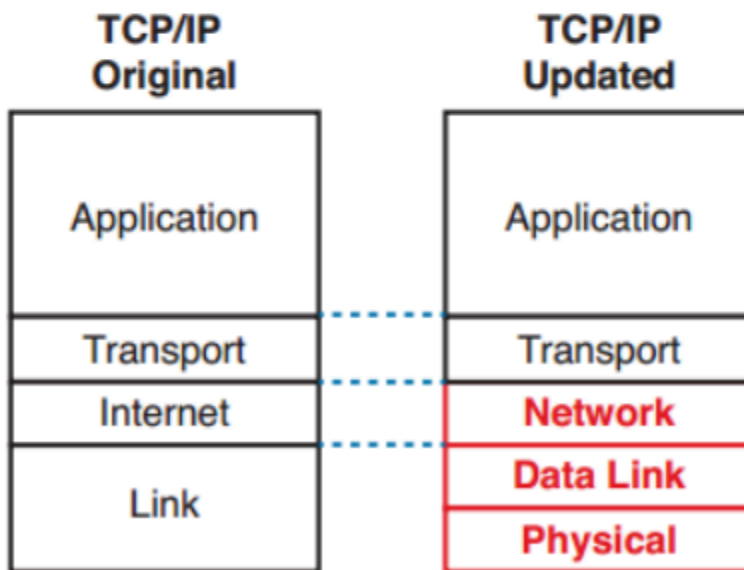 TCP/IP
Original
Application
Transport
Internet
Link
TCP/IP
Updated
Application
Transport
Network
Data Link
Physical